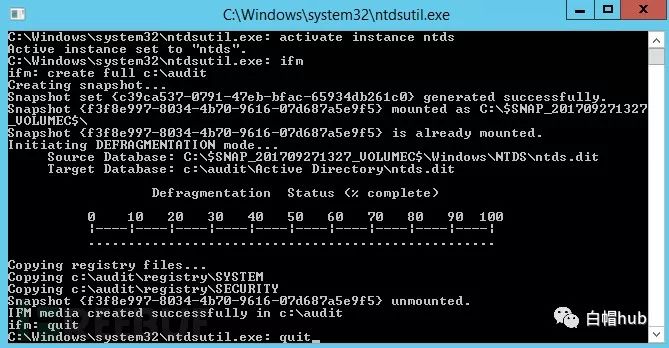 C:\Windows\system32\ntdsutil.exe
C:\Windows\system32\ntdsutil.exe: activate instance ntds
Active instance set to "ntds".
C:\Windows\system32\ntdsutil.exe: ifm
ifm: create full c:\audit
Creating snapshot...
Snapshot set {c39ca537-0791-47eb-bfac-65934db261c0} generated successfully.
Snapshot {f3f8e997-8034-4b70-9616-07d687a5e9f5} mounted as C:\$SNAP_201709271327
_VOLUMEC$\
Snapshot {f3f8e997-8034-4b70-9616-07d687a5e9f5} is already mounted.
Initiating DEFRAGMENTATION mode...
Source Database: C:\$SNAP_201709271327_VOLUMEC$\Windows\NTDS\ntds.dit
Target Database: c:\audit\Active Directory\ntds.dit
Defragmentation Status (% complete)
0 10 20 30 40 50 60 70 80 90 100
|----|----|----|----|----|----|----|----|----|----|
...................................................
Copying registry files...
Copying c:\audit\registry\SYSTEM
Copying c:\audit\registry\SECURITY
Snapshot {f3f8e997-8034-4b70-9616-07d687a5e9f5} unmounted.
IFM media created successfully in c:\audit
ifm: quit
C:\Windows\system32\ntdsutil.exe: quit
白帽hub